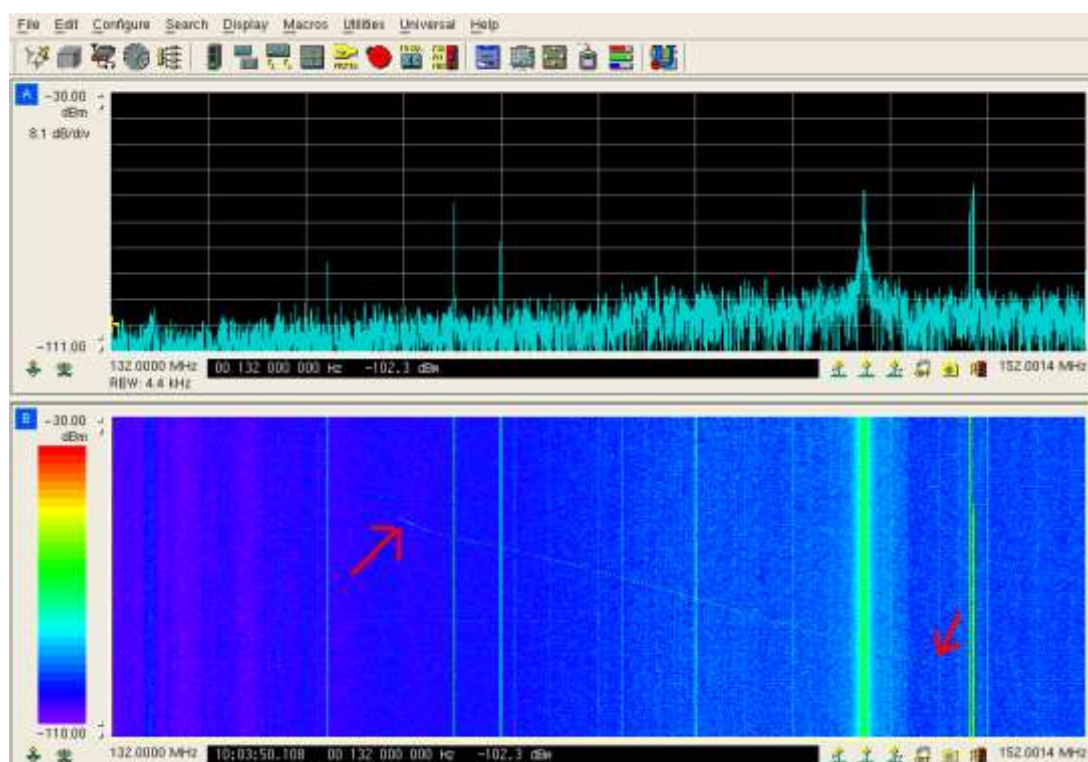 File Edit Configure Search Display Macros Utilities Universal Help
A -30.00
dBm
8.1 dB/div
-111.00
132.0000 MHz 00 132 000 000 Hz -102.3 dBm 152.0014 MHz
RBW: 4.4 kHz
B -30.00
dBm
-110.00
132.0000 MHz 10:03:50.108 00 132 000 000 Hz -102.3 dBm 152.0014 MHz